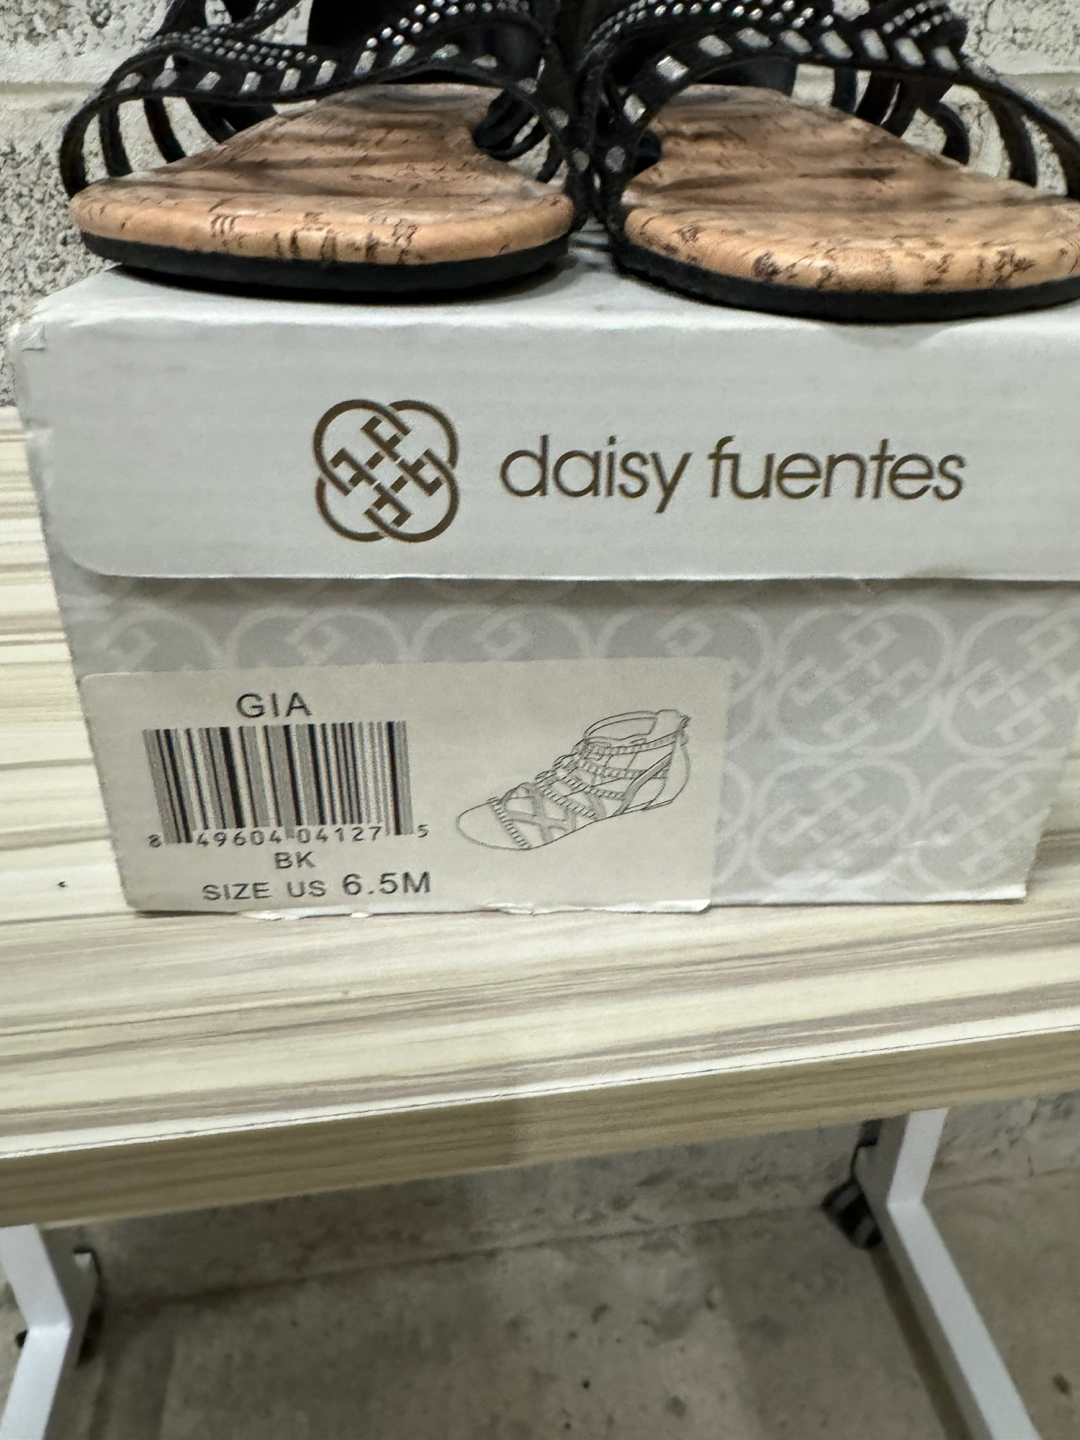 daisy fuentes
GIA
8 49604 04127 5
BK
SIZE US 6.5M